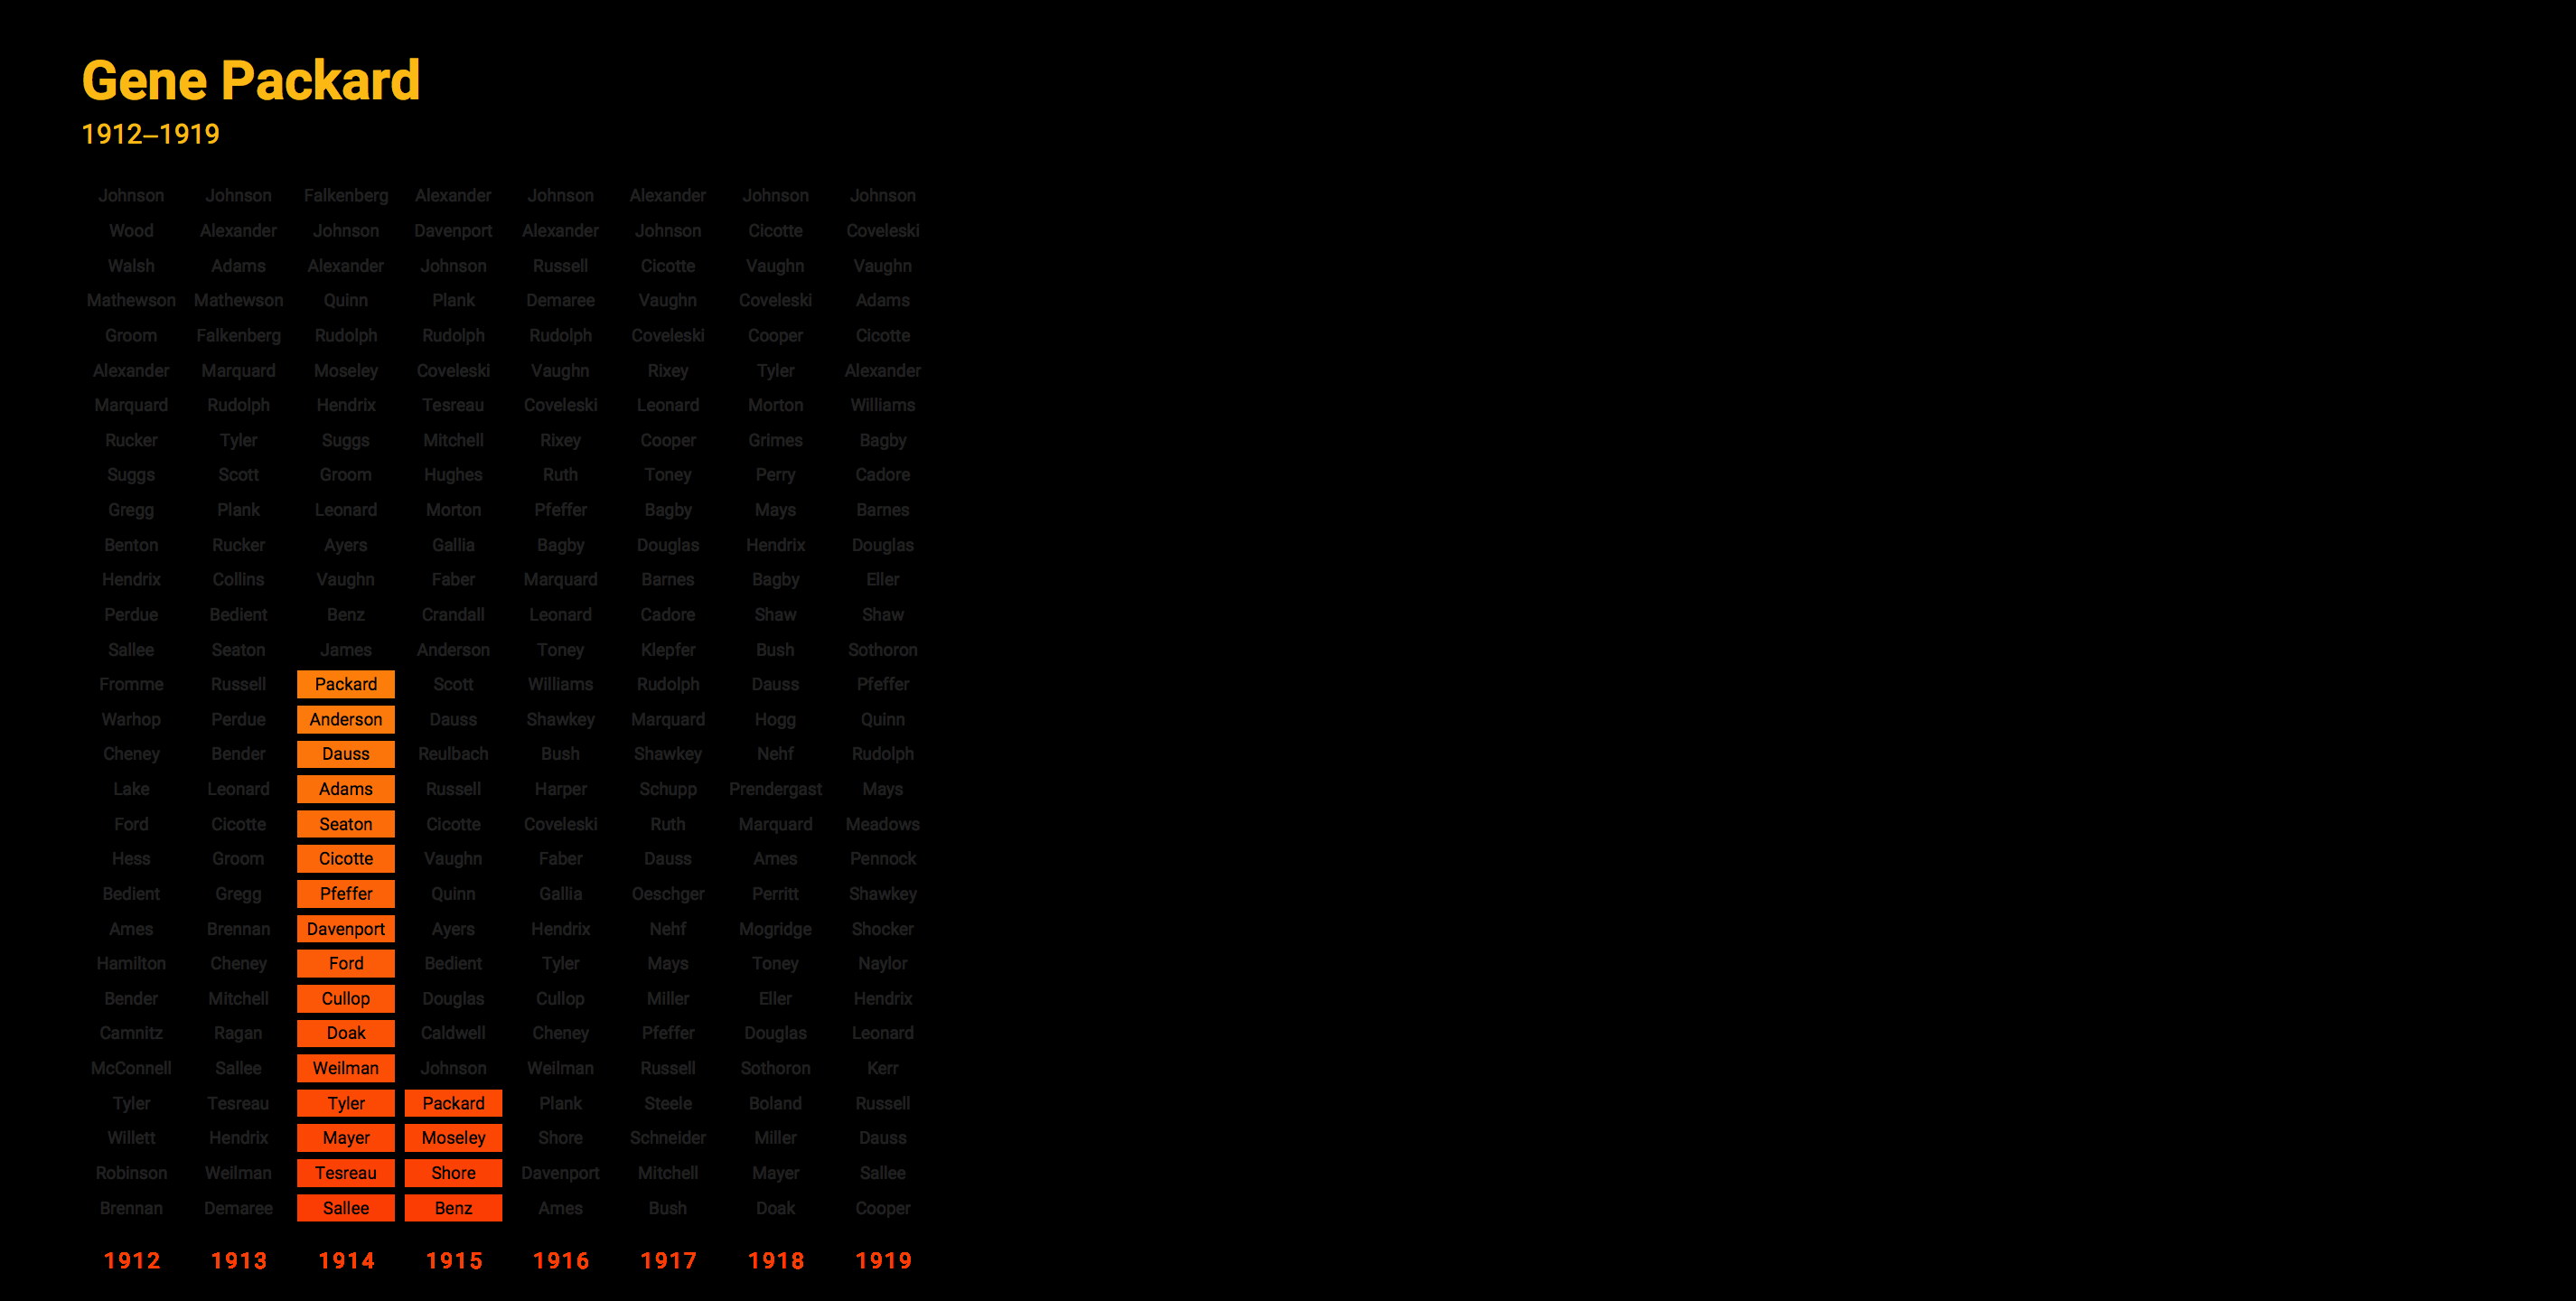 Gene Packard
1912–1919
Johnson Johnson Falkenberg Alexander Johnson Alexander Johnson Johnson
Wood Alexander Johnson Davenport Alexander Johnson Cicotte Coveleski
Walsh Adams Alexander Johnson Russell Cicotte Vaughn Vaughn
Mathewson Mathewson Quinn Plank Demaree Vaughn Coveleski Adams
Groom Falkenberg Rudolph Rudolph Rudolph Coveleski Cooper Cicotte
Alexander Marquard Moseley Coveleski Vaughn Rixey Tyler Alexander
Marquard Rudolph Hendrix Tesreau Coveleski Leonard Morton Williams
Rucker Tyler Suggs Mitchell Rixey Cooper Grimes Bagby
Suggs Scott Groom Hughes Ruth Toney Perry Cadore
Gregg Plank Leonard Morton Pfeffer Bagby Mays Barnes
Benton Rucker Ayers Gallia Bagby Douglas Hendrix Douglas
Hendrix Collins Vaughn Faber Marquard Barnes Bagby Eller
Perdue Bedient Benz Crandall Leonard Cadore Shaw Shaw
Sallee Seaton James Anderson Toney Klepfer Bush Sothoron
Fromme Russell Packard Scott Williams Rudolph Dauss Pfeffer
Warhop Perdue Anderson Dauss Shawkey Marquard Hogg Quinn
Cheney Bender Dauss Reulbach Bush Shawkey Nehf Rudolph
Lake Leonard Adams Russell Harper Schupp Prendergast Mays
Ford Cicotte Seaton Cicotte Coveleski Ruth Marquard Meadows
Hess Groom Cicotte Vaughn Faber Dauss Ames Pennock
Bedient Gregg Pfeffer Quinn Gallia Oeschger Perritt Shawkey
Ames Brennan Davenport Ayers Hendrix Nehf Mogridge Shocker
Hamilton Cheney Ford Bedient Tyler Mays Toney Naylor
Bender Mitchell Cullop Douglas Cullop Miller Eller Hendrix
Camnitz Ragan Doak Caldwell Cheney Pfeffer Douglas Leonard
McConnell Sallee Weilman Johnson Weilman Russell Sothoron Kerr
Tyler Tesreau Tyler Packard Plank Steele Boland Russell
Willett Hendrix Mayer Moseley Shore Schneider Miller Dauss
Robinson Weilman Tesreau Shore Davenport Mitchell Mayer Sallee
Brennan Demaree Sallee Benz Ames Bush Doak Cooper
1912 1913 1914 1915 1916 1917 1918 1919